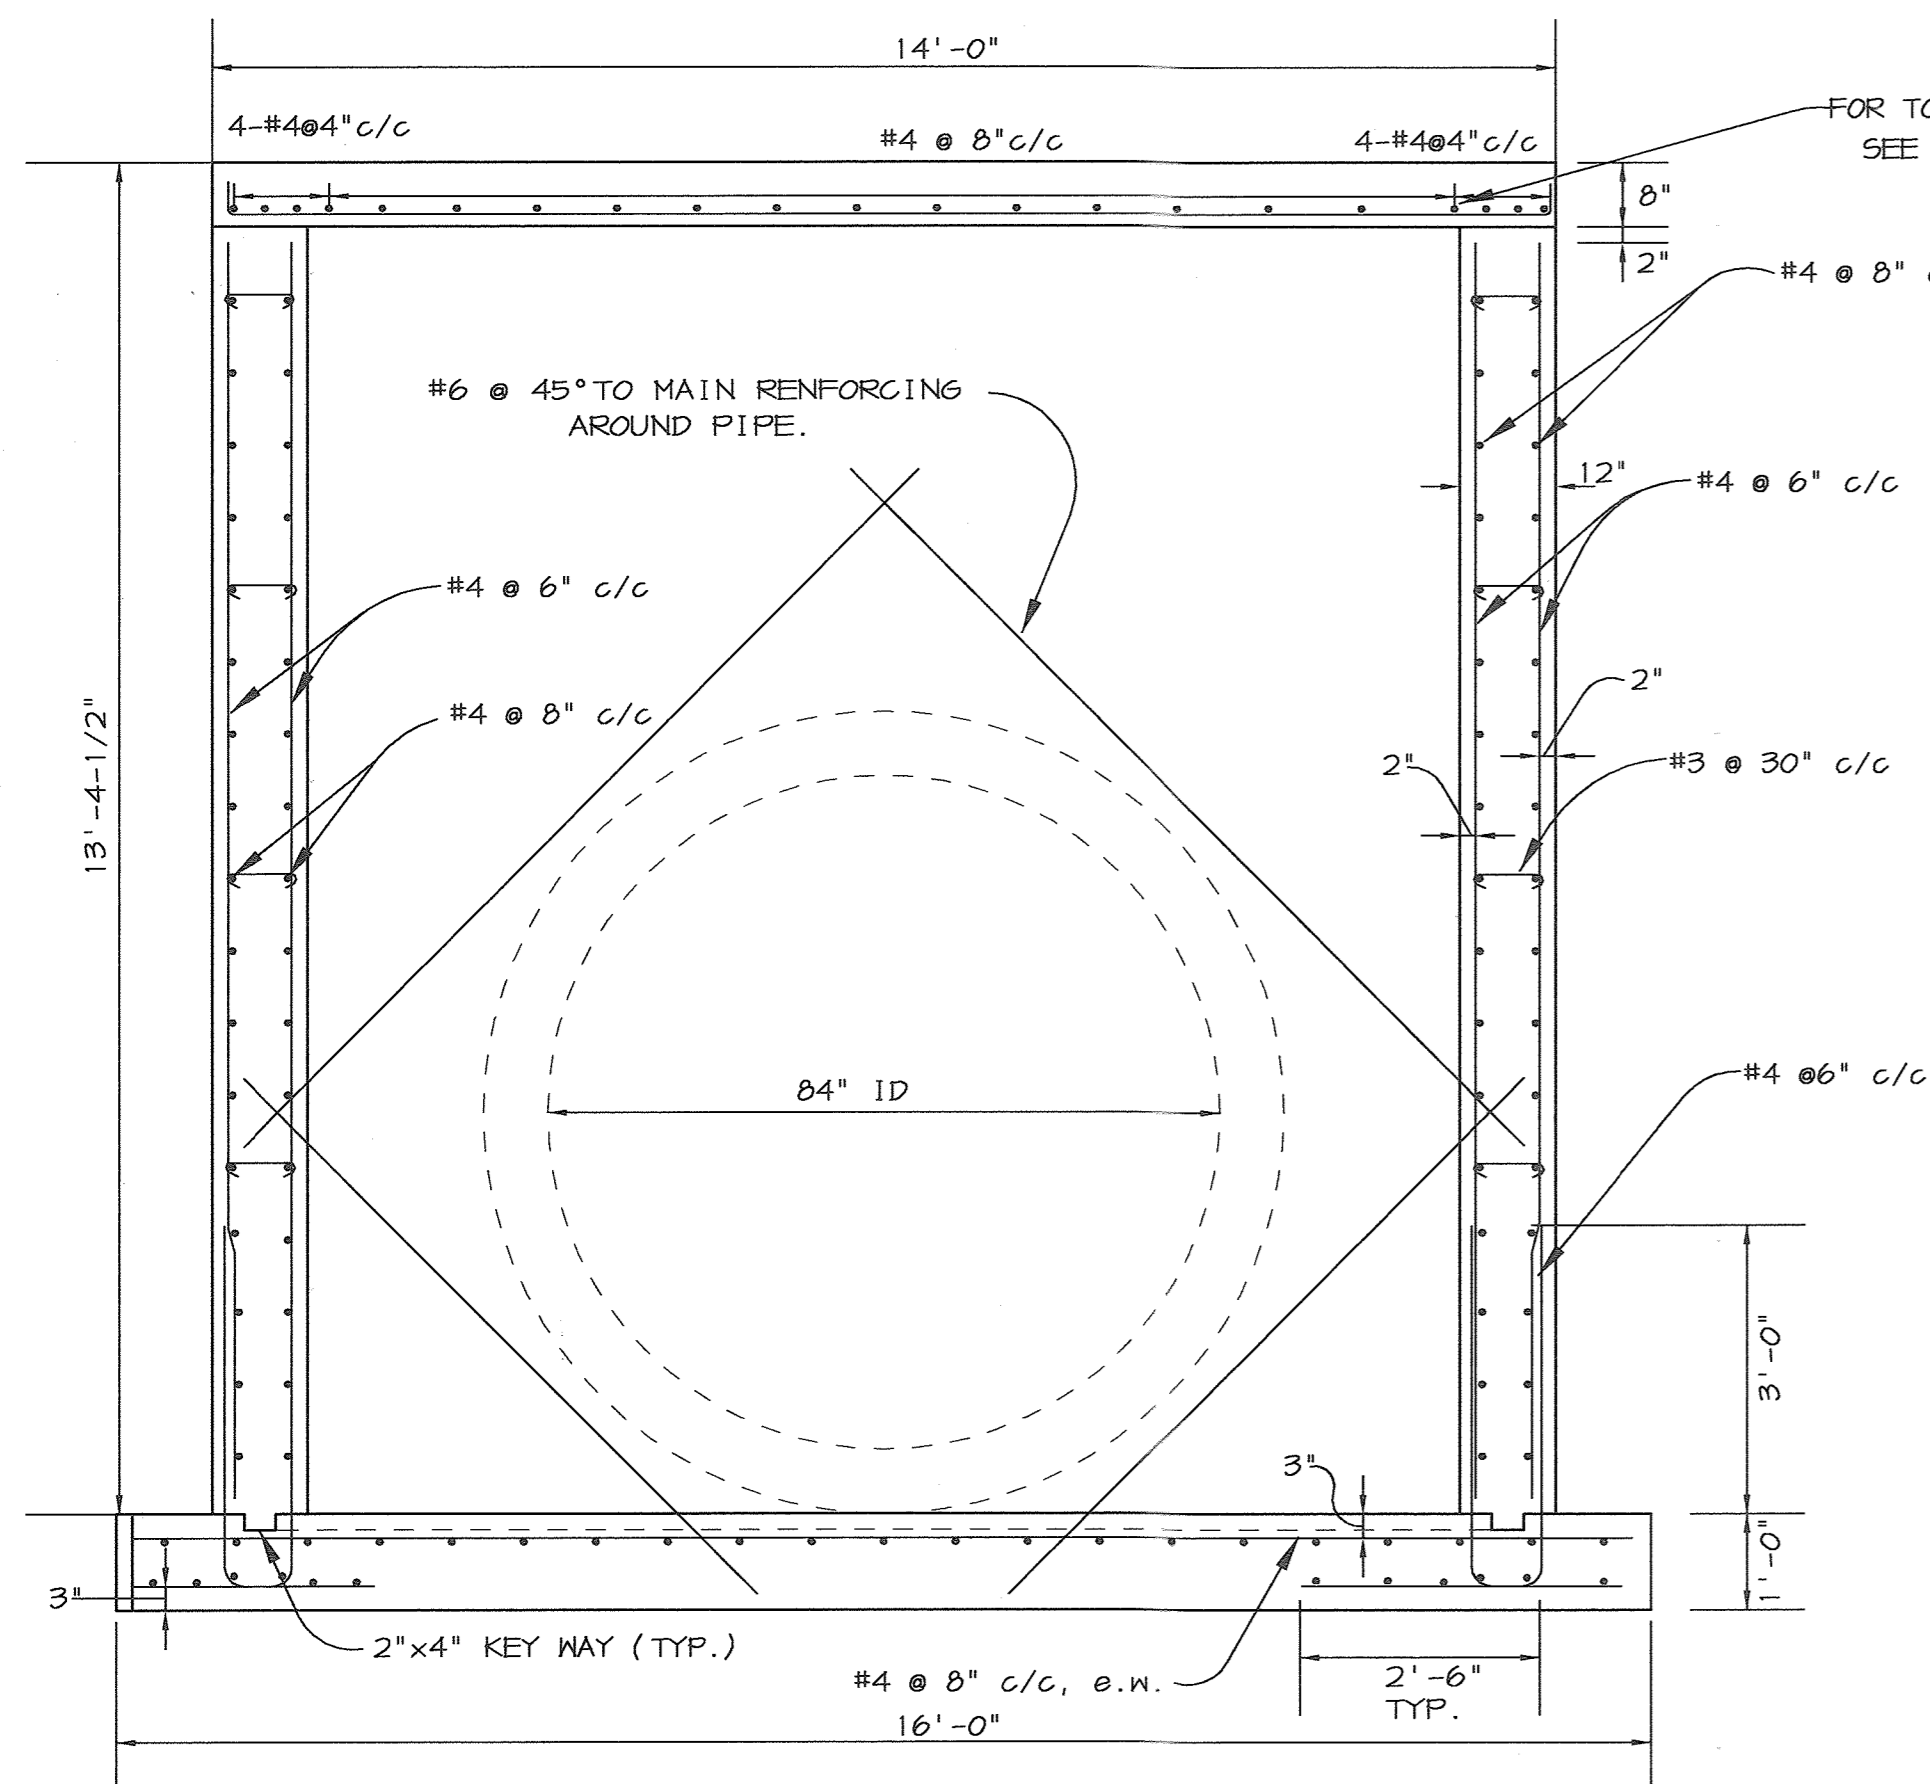 14'-0"
4-#4@4"c/c
#4 @ 8"c/c
4-#4@4"c/c
FOR
SEE
8"
2"
#4 @ 8"
#6 @ 45° TO MAIN RENFORCING
AROUND PIPE.
12"
#4 @ 6" c/c
#4 @ 6" c/c
2"
#4 @ 8" c/c
13'-4-1/2"
2"
#3 @ 30" c/c
84" ID
#4 @6" c/c
3'-0"
3"
1'-0"
3"
2"x4" KEY WAY (TYP.)
#4 @ 8" c/c, e.w.
2'-6"
TYP.
16'-0"